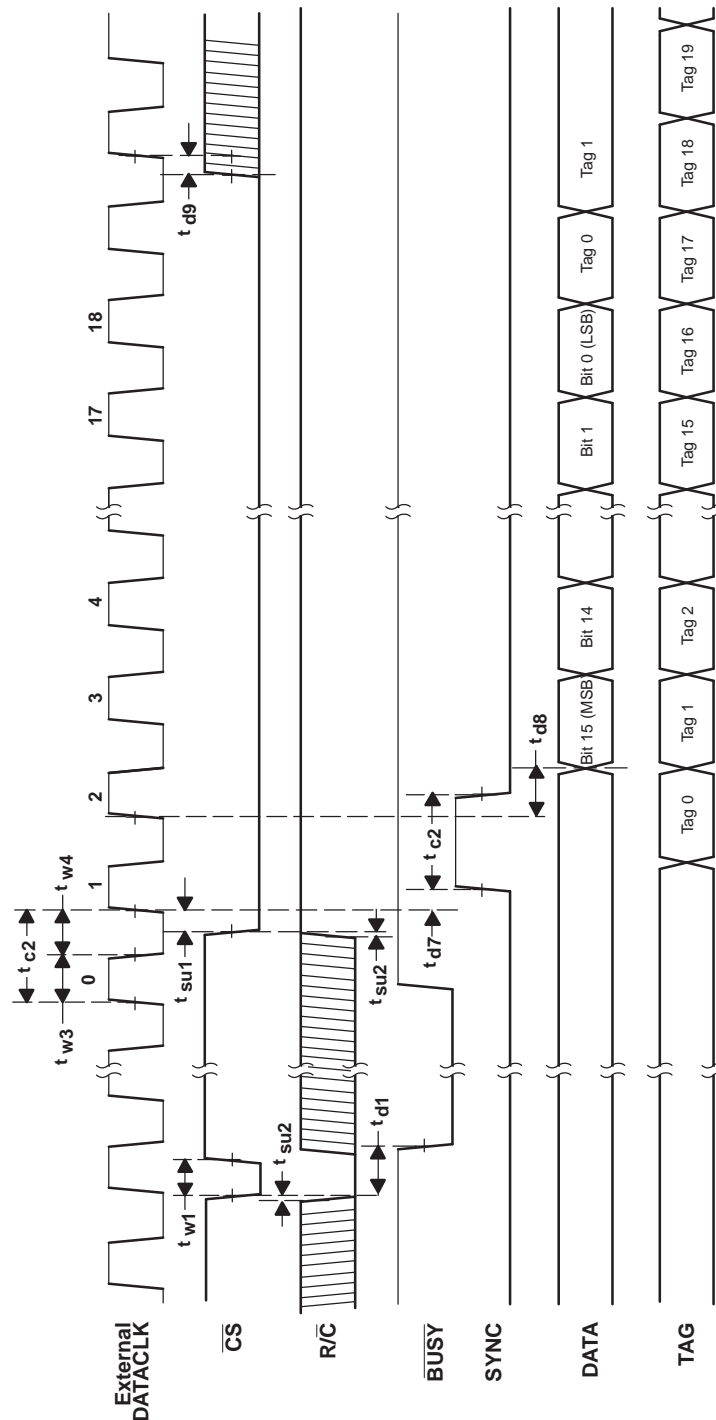 External
DATACLK
0
1
2
3
4
17
18
t w3
t c2
t w4
CS
t w1
t su1
t d9
R/C
t su2
t su2
BUSY
t d1
t d7
t c2
SYNC
t d8
DATA
Bit 15 (MSB)
Bit 14
Bit 1
Bit 0 (LSB)
Tag 0
Tag 1
TAG
Tag 0
Tag 1
Tag 2
Tag 15
Tag 16
Tag 17
Tag 18
Tag 19